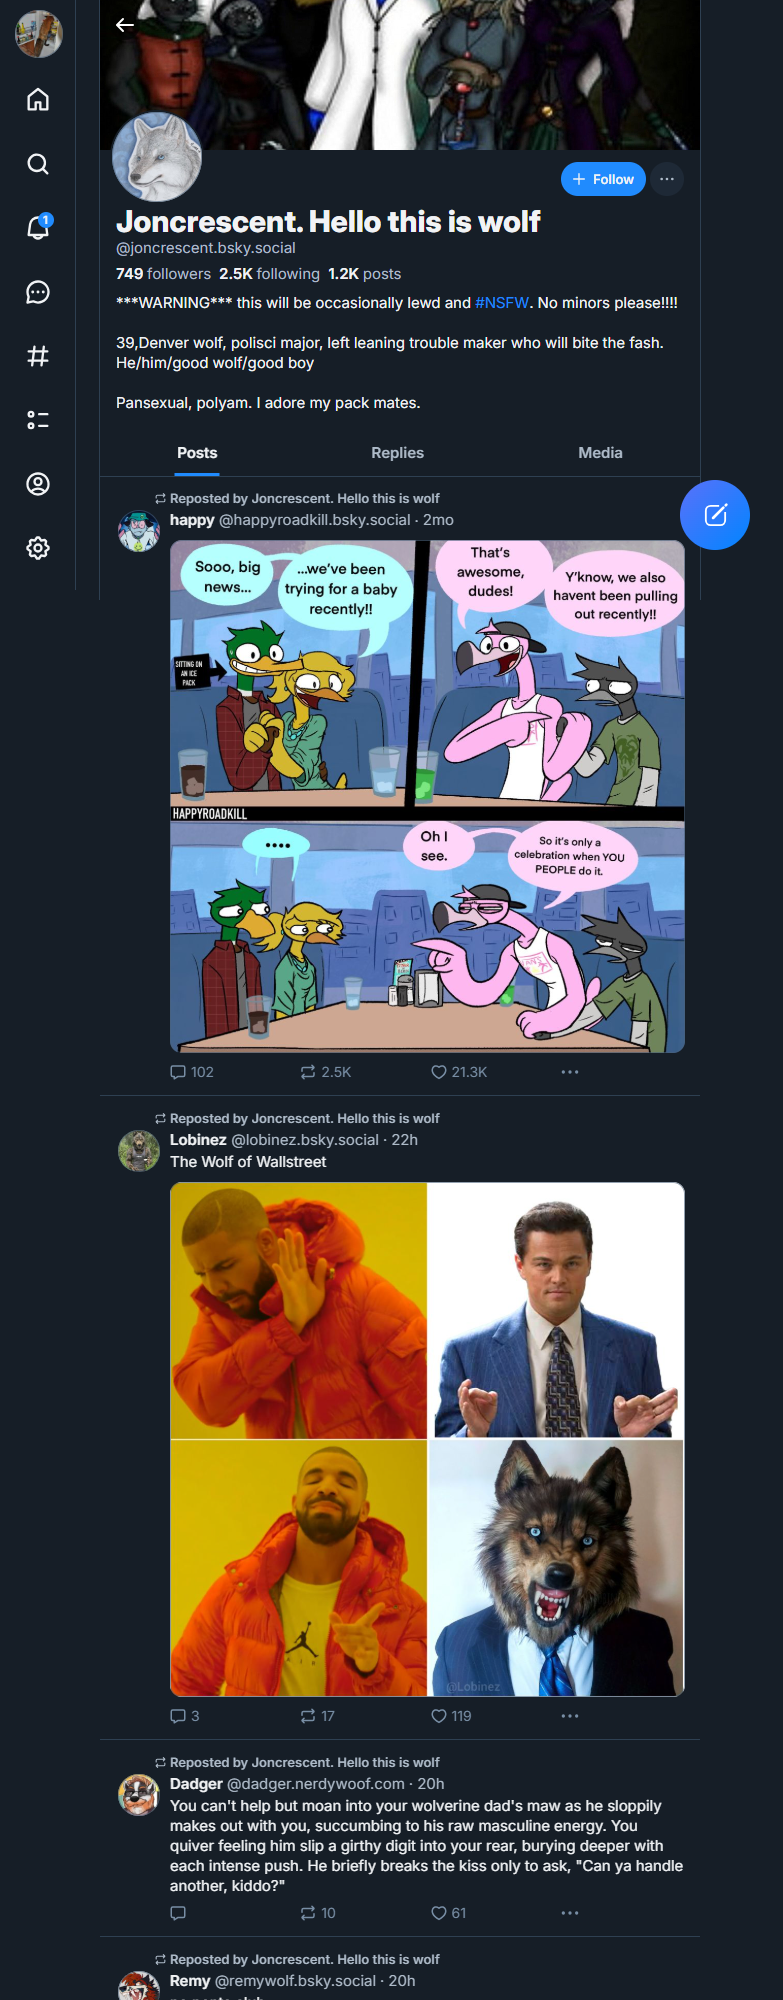 1
+ Follow
Joncrescent. Hello this is wolf
@joncrescent.bsky.social
749 followers 2.5K following 1.2K posts
***WARNING*** this will be occasionally lewd and #NSFW. No minors please!!!!
39,Denver wolf, polisci major, left leaning trouble maker who will bite the fash.
He/him/good wolf/good boy
Pansexual, polyam. I adore my pack mates.
Posts Replies Media
Reposted by Joncrescent. Hello this is wolf
happy @happyroadkill.bsky.social · 2mo
Sooo, big
news...
...we've been
trying for a baby
recently!!
SITTING ON
AN ICE
PACK
That's
awesome,
dudes!
Y'know, we also
havent been pulling
out recently!!
HAPPYROADKILL
....
Oh I
see.
So it's only a
celebration when YOU
PEOPLE do it.
102 2.5K 21.3K
Reposted by Joncrescent. Hello this is wolf
Lobinez @lobinez.bsky.social · 22h
The Wolf of Wallstreet
@Lobinez
3 17 119
Reposted by Joncrescent. Hello this is wolf
Dadger @dadger.nerdywoof.com · 20h
You can't help but moan into your wolverine dad's maw as he sloppily
makes out with you, succumbing to his raw masculine energy. You
quiver feeling him slip a girthy digit into your rear, burying deeper with
each intense push. He briefly breaks the kiss only to ask, "Can ya handle
another, kiddo?"
10 61
Reposted by Joncrescent. Hello this is wolf
Remy @remywolf.bsky.social · 20h